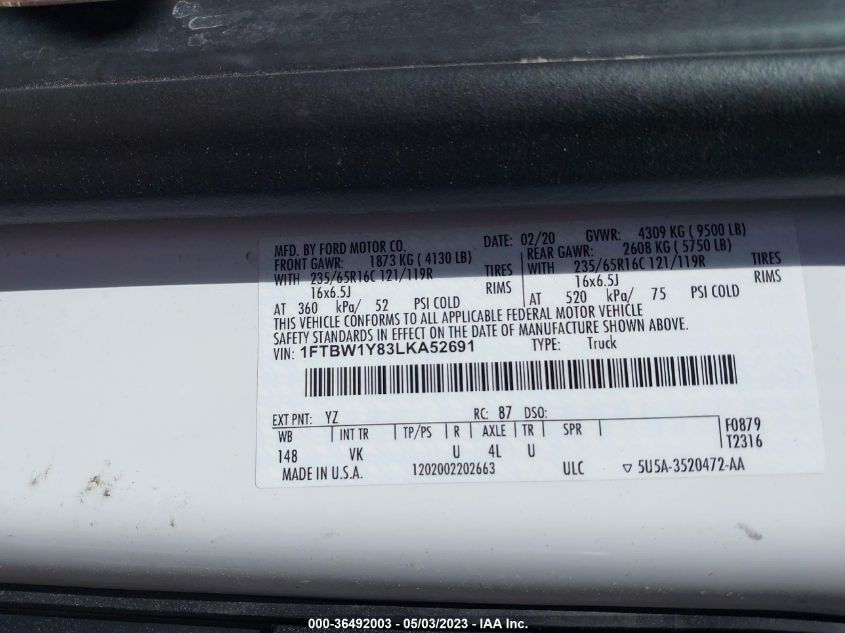 MFD. BY FORD MOTOR CO. DATE: 02/20 GVWR: 4309 KG ( 9500 LB)
FRONT GAWR: 1873 KG ( 4130 LB) REAR GAWR: 2608 KG ( 5750 LB)
WITH 235/65R16C 121/119R TIRES WITH 235/65R16C 121/119R TIRES
16x6.5J RIMS 16x6.5J RIMS
AT 360 kPa/ 52 PSI COLD AT 520 kPa/ 75 PSI COLD
THIS VEHICLE CONFORMS TO ALL APPLICABLE FEDERAL MOTOR VEHICLE
SAFETY STANDARDS IN EFFECT ON THE DATE OF MANUFACTURE SHOWN ABOVE.
VIN: 1FTBW1Y83LKA52691 TYPE: Truck
EXT PNT: YZ RC: 87 DSO: F0879
WB INT TR TP/PS R AXLE TR SPR T2316
148 VK U 4L U
MADE IN U.S.A. 1202002202663 ULC ▽ 5U5A-3520472-AA
000-36492003 - 05/03/2023 - IAA Inc.